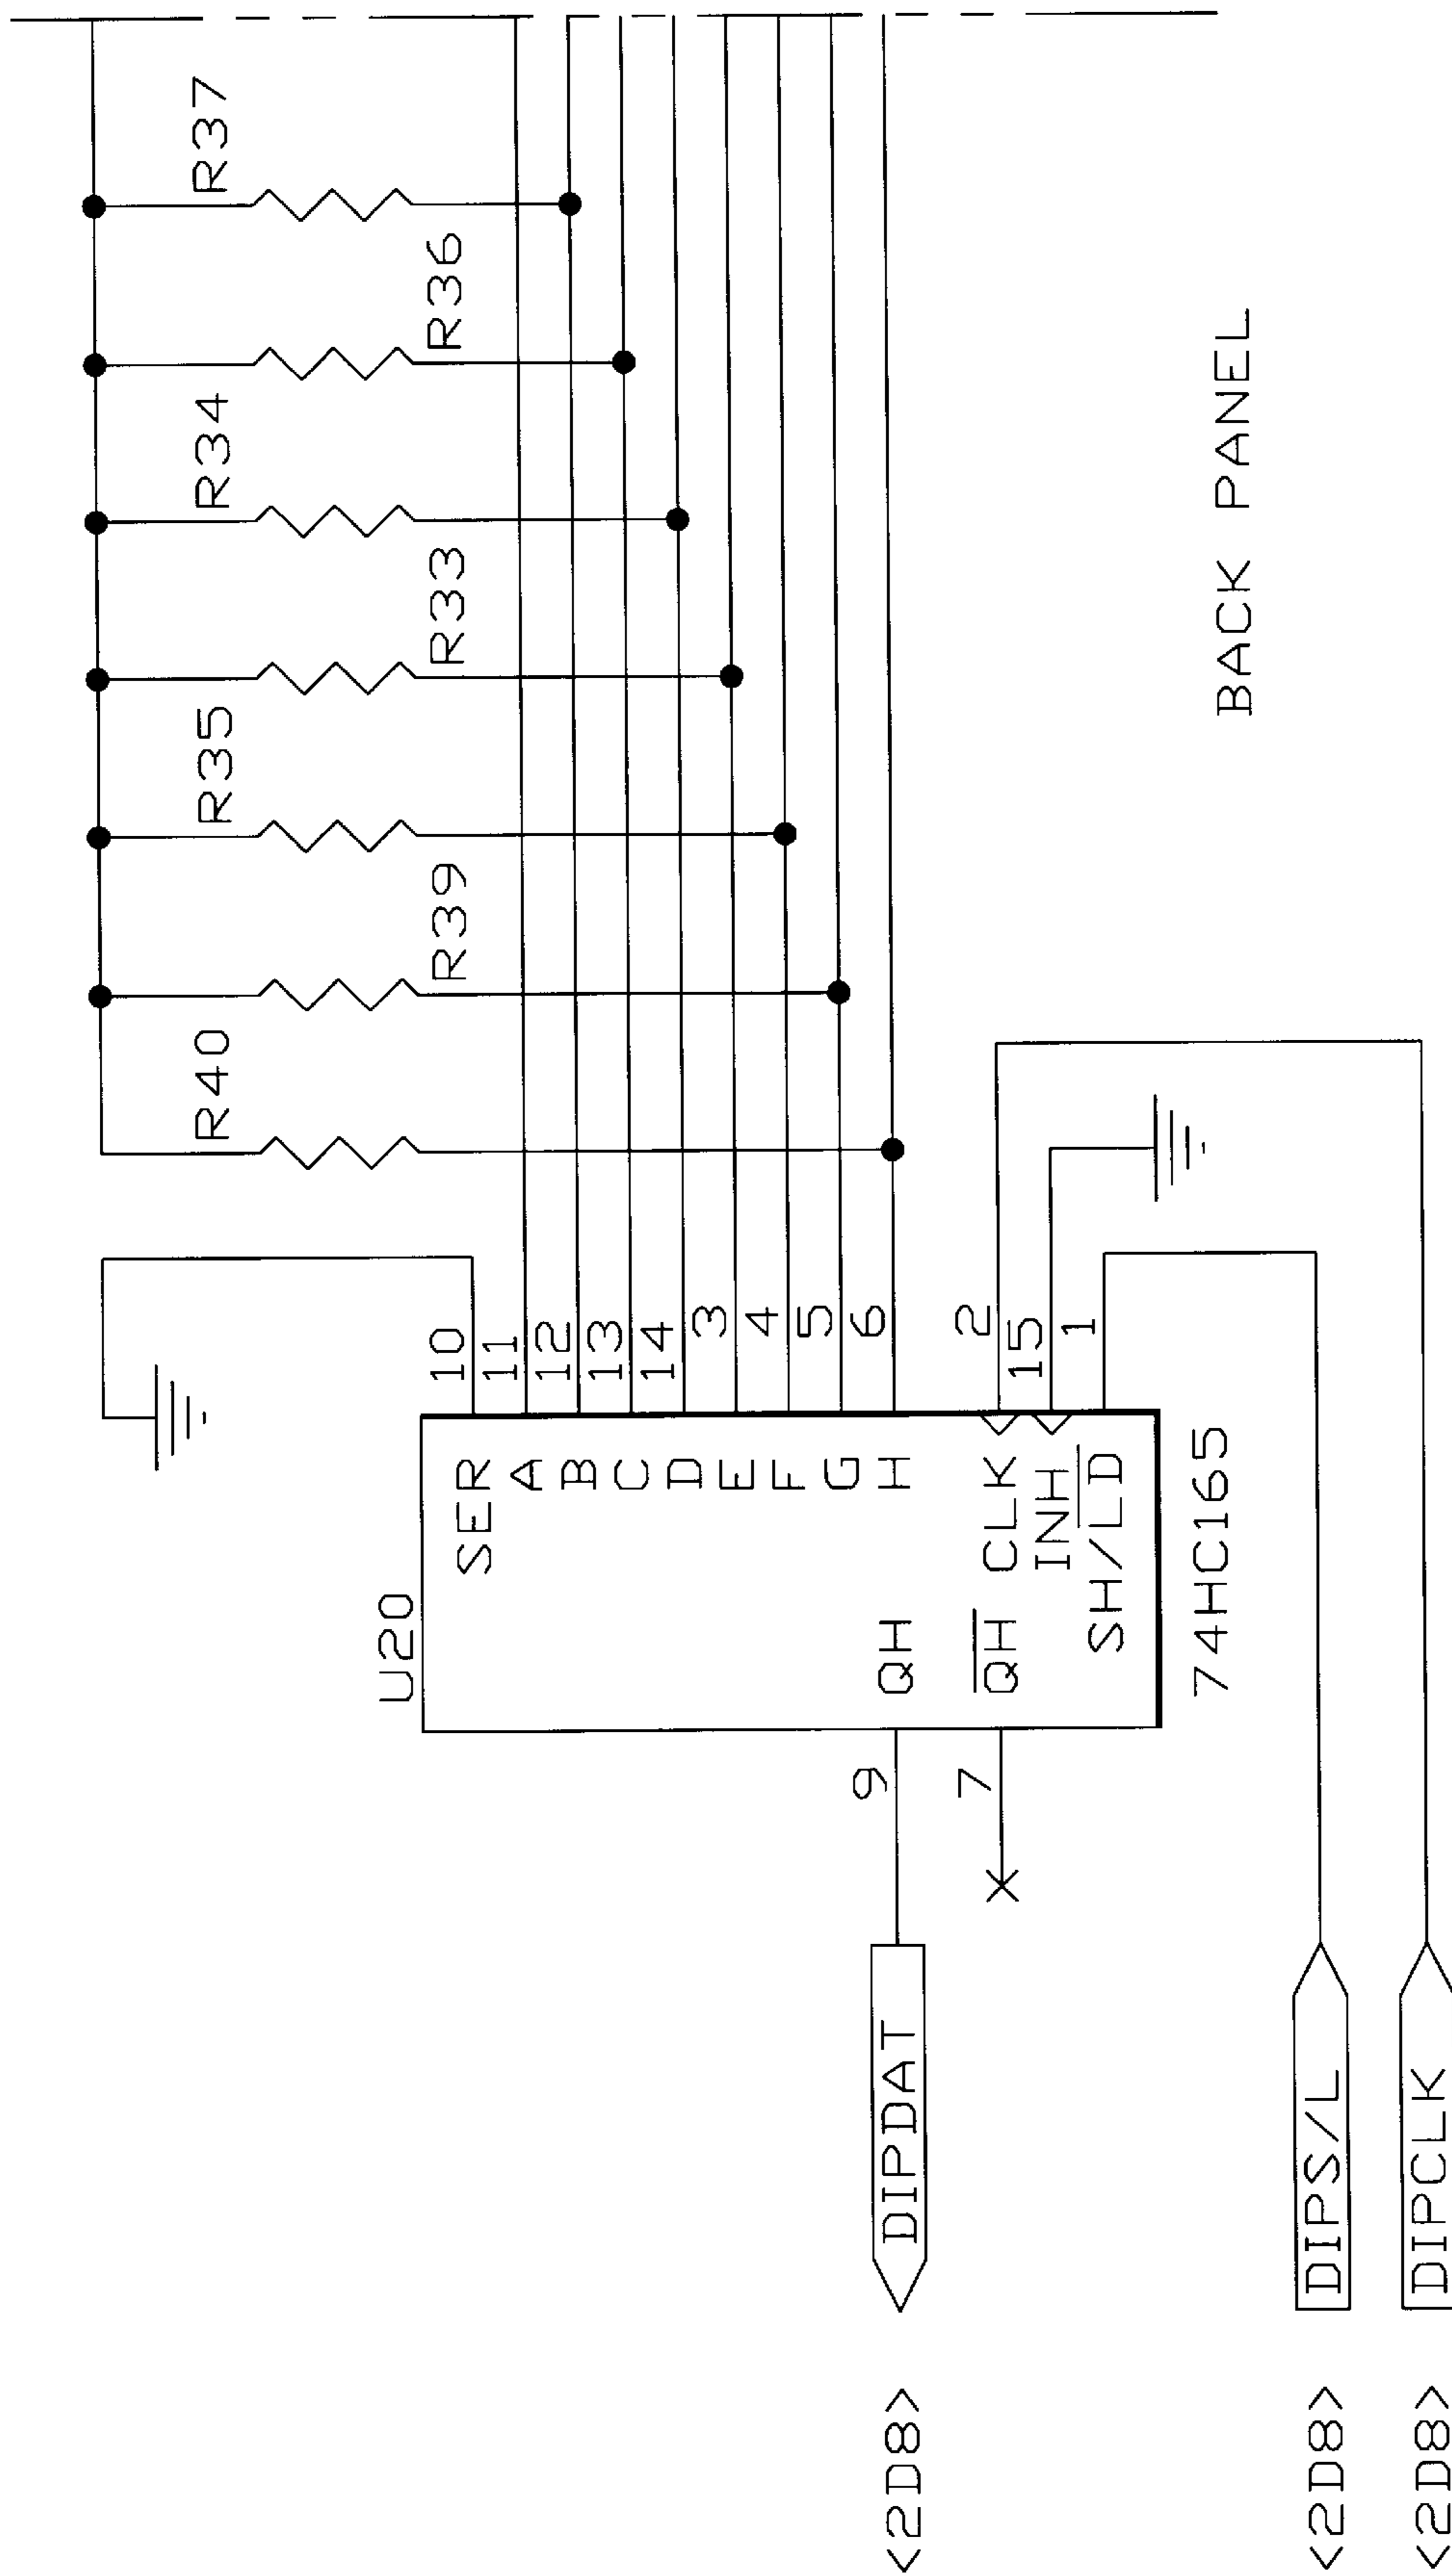 R40
R39
R35
R33
R34
R36
R37
U20
SER
10
A
11
B
12
C
13
D
14
E
3
F
4
G
5
QH
H
9
6
QH
CLK
7
2
INH
15
SH/LD
1
74HC165
BACK PANEL
<2D8>
DIPDAT
<2D8>
DIPS/L
<2D8>
DIPCLK